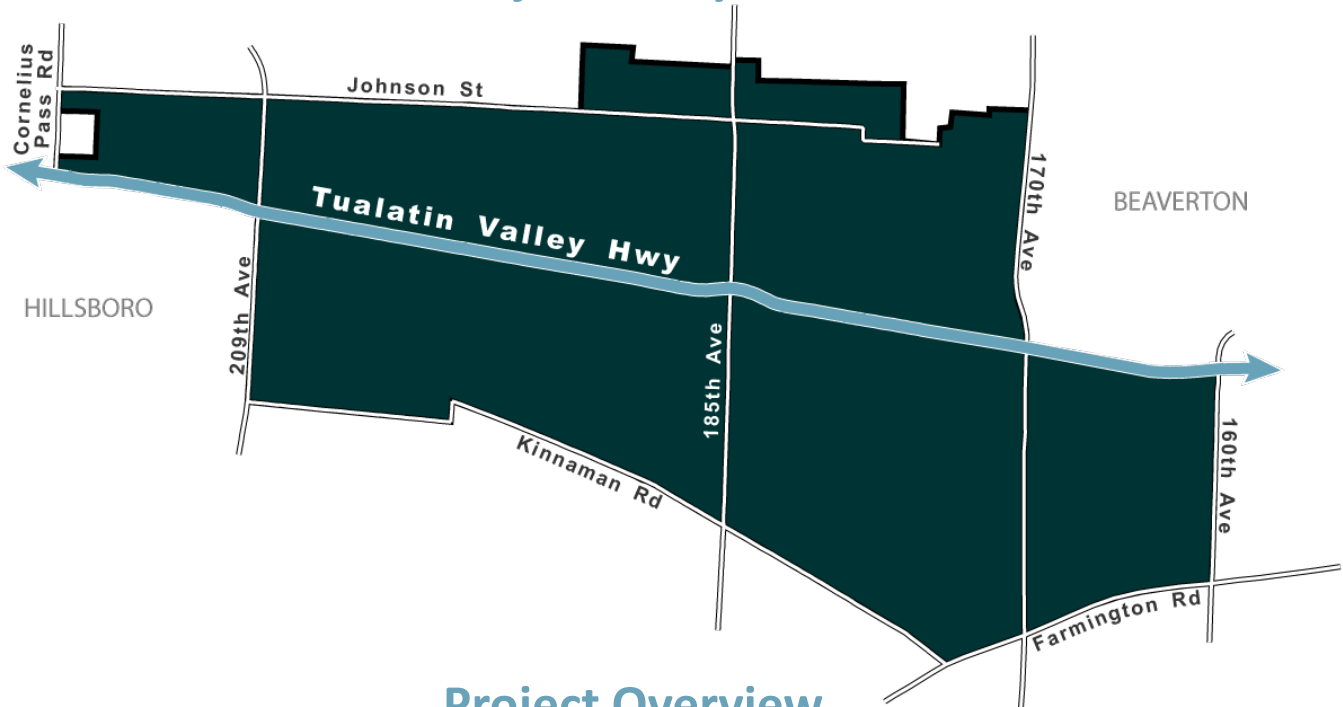 Cornelius
Pass Rd
Johnson St
170th Ave
BEAVERTON
Tualatin Valley Hwy
HILLSBORO
209th Ave
185th Ave
160th Ave
Kinnaman Rd
Farmington Rd
Project Overview